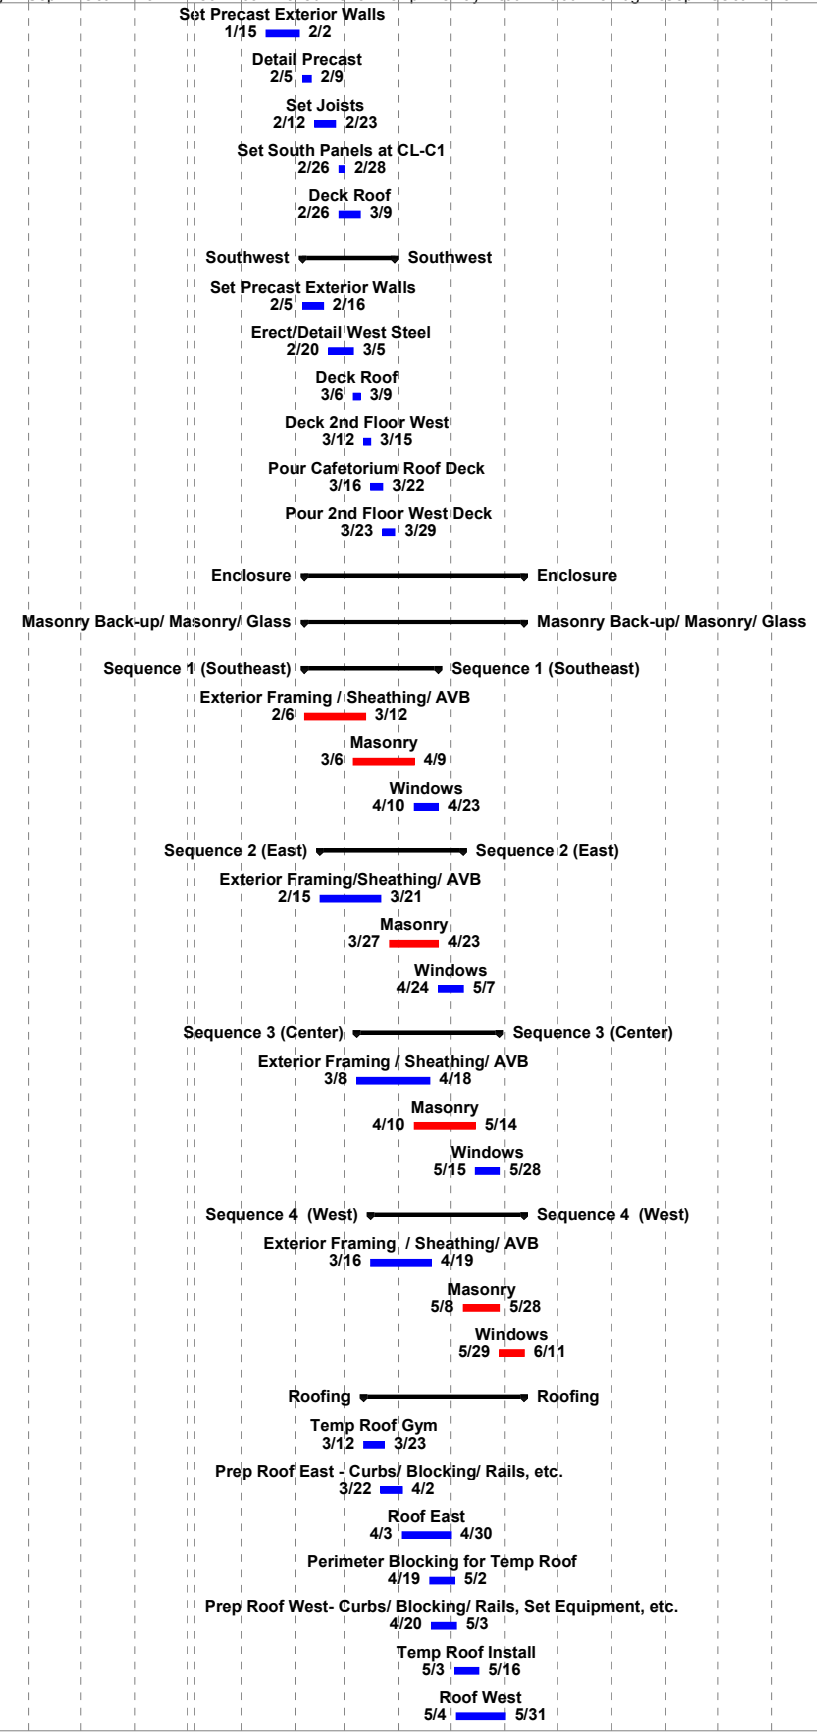 Set Precast Exterior Walls
1/15 2/2
Detail Precast
2/5 2/9
Set Joists
2/12 2/23
Set South Panels at CL-C1
2/26 2/28
Deck Roof
2/26 3/9
Southwest Southwest
Set Precast Exterior Walls
2/5 2/16
Erect/Detail West Steel
2/20 3/5
Deck Roof
3/6 3/9
Deck 2nd Floor West
3/12 3/15
Pour Cafetorium Roof Deck
3/16 3/22
Pour 2nd Floor West Deck
3/23 3/29
Enclosure Enclosure
Masonry Back-up/ Masonry/ Glass Masonry Back-up/ Masonry/ Glass
Sequence 1 (Southeast) Sequence 1 (Southeast)
Exterior Framing / Sheathing/ AVB
2/6 3/12
Masonry
3/6 4/9
Windows
4/10 4/23
Sequence 2 (East) Sequence 2 (East)
Exterior Framing/Sheathing/ AVB
2/15 3/21
Masonry
3/27 4/23
Windows
4/24 5/7
Sequence 3 (Center) Sequence 3 (Center)
Exterior Framing / Sheathing/ AVB
3/8 4/18
Masonry
4/10 5/14
Windows
5/15 5/28
Sequence 4 (West) Sequence 4 (West)
Exterior Framing / Sheathing/ AVB
3/16 4/19
Masonry
5/8 5/28
Windows
5/29 6/11
Roofing Roofing
Temp Roof Gym
3/12 3/23
Prep Roof East - Curbs/ Blocking/ Rails, etc.
3/22 4/2
Roof East
4/3 4/30
Perimeter Blocking for Temp Roof
4/19 5/2
Prep Roof West- Curbs/ Blocking/ Rails, Set Equipment, etc.
4/20 5/3
Temp Roof Install
5/3 5/16
Roof West
5/4 5/31